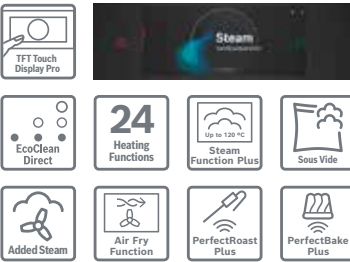 TFT Touch
Display Pro
Steam
EcoClean
Direct
24
Heating
Functions
Up to 120 °C
Steam
Function Plus
Sous Vide
Added Steam
Air Fry
Function
PerfectRoast
Plus
PerfectBake
Plus